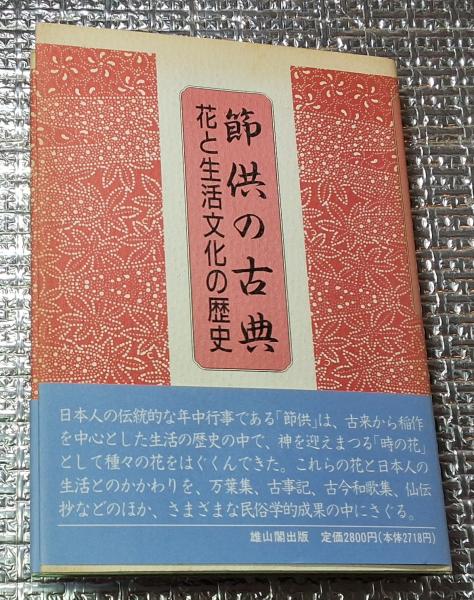 節供の古典
花と生活文化の歴史
日本人の伝統的な年中行事である「節供」は、古来から稲作
を中心とした生活の歴史の中で、神を迎えまつる「時の花」
として種々の花をはぐくんできた。これらの花と日本人の
生活とのかかわりを、万葉集、古事記、古今和歌集、仙伝
抄などのほか、さまざまな民俗学的成果の中にさぐる。
雄山閣出版 定価2800円(本体2718円)